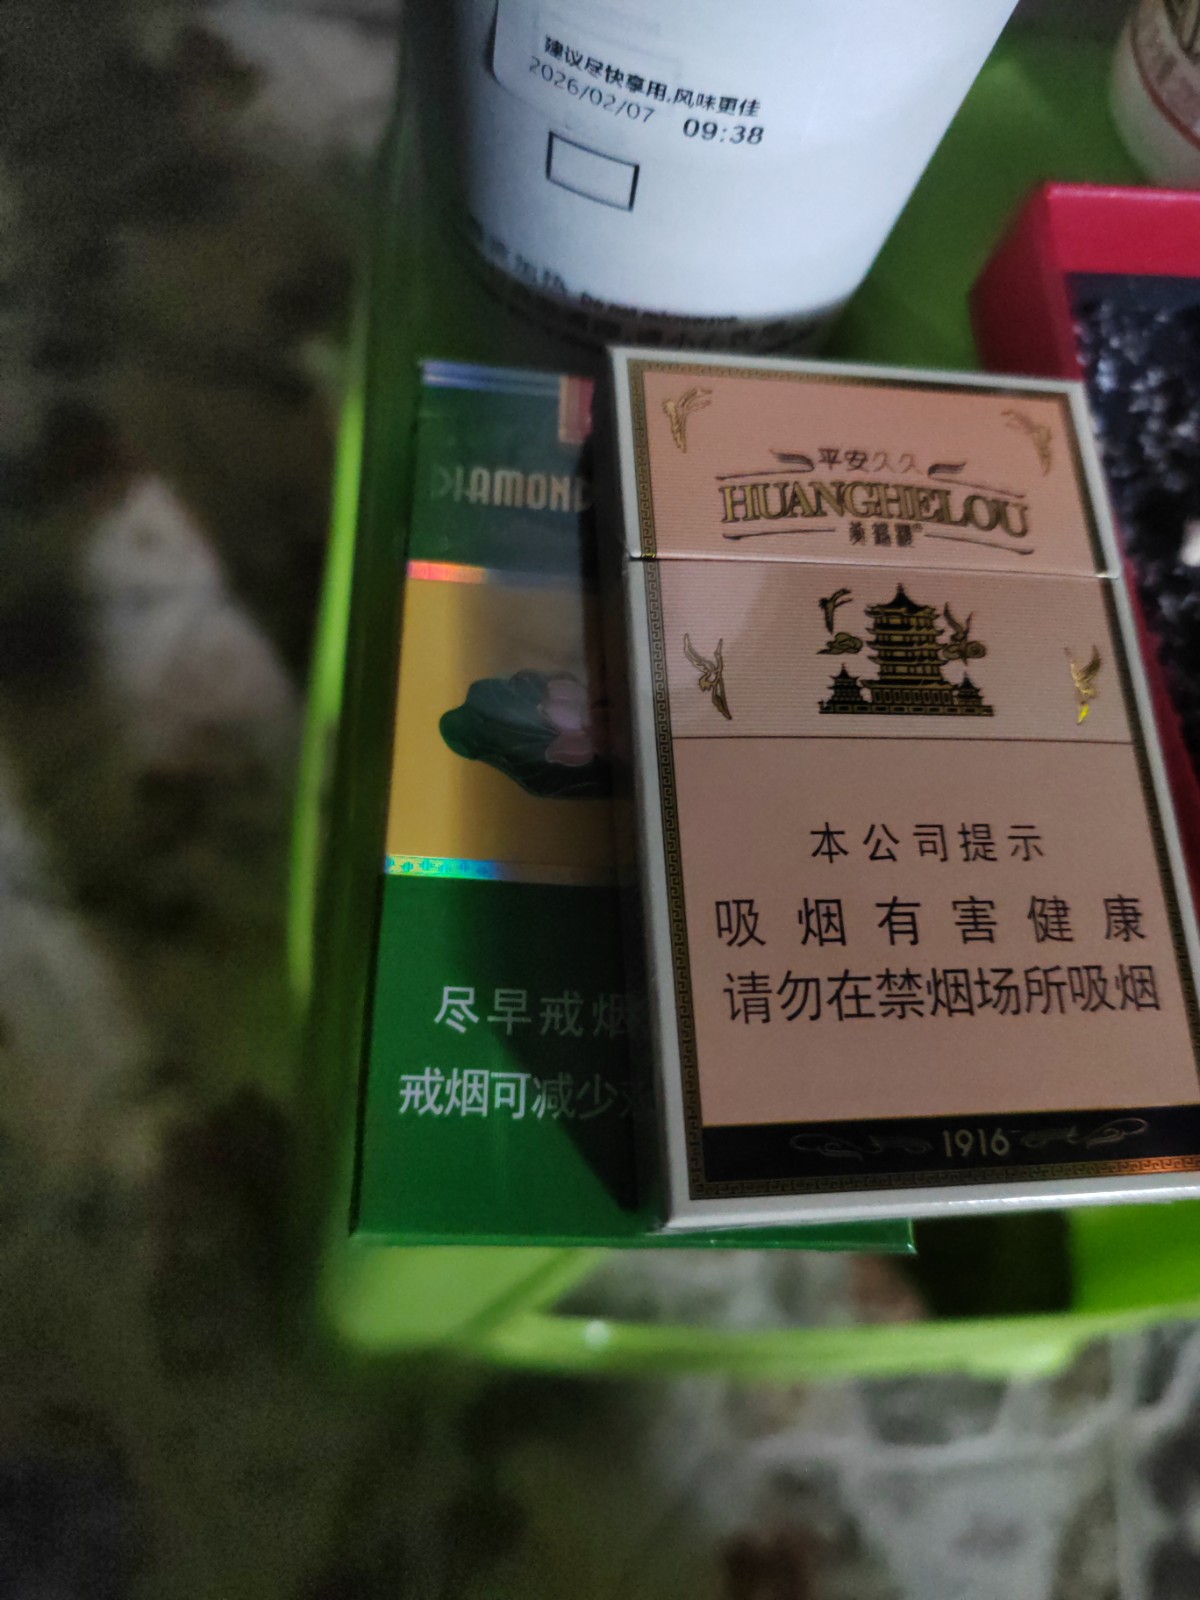 建议尽快享用,风味更佳
2026/02/07 09:38
DIAMOND
尽早戒烟
戒烟可减少
平安久久
HUANGHELOU
黄鹤楼
本公司提示
吸烟有害健康
请勿在禁烟场所吸烟
1916